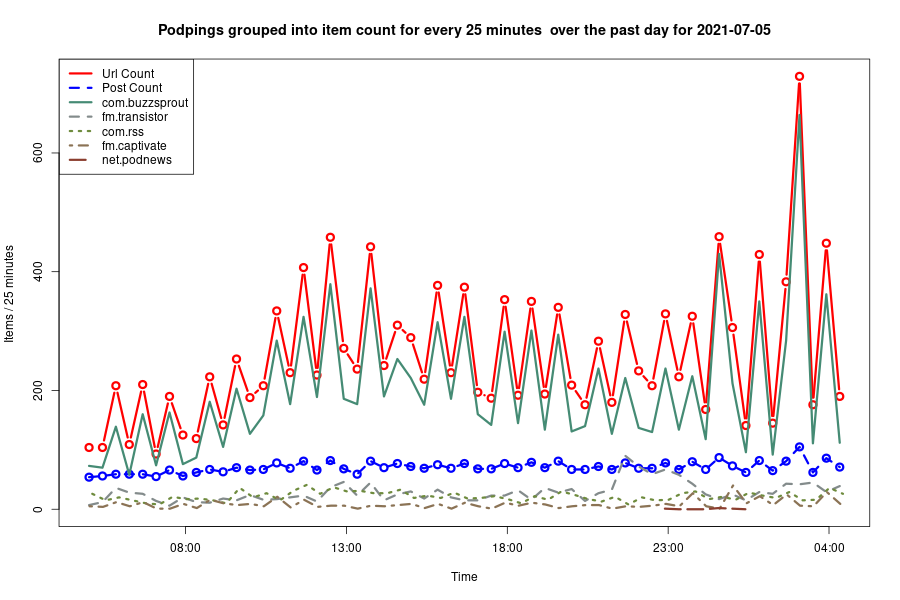 Podpings grouped into item count for every 25 minutes  over the past day for 2021-07-05
Url Count
Post Count
com.buzzsprout
fm.transistor
com.rss
fm.captivate
net.podnews
Items / 25 minutes
600
400
200
0
08:00 13:00 18:00 23:00 04:00
Time